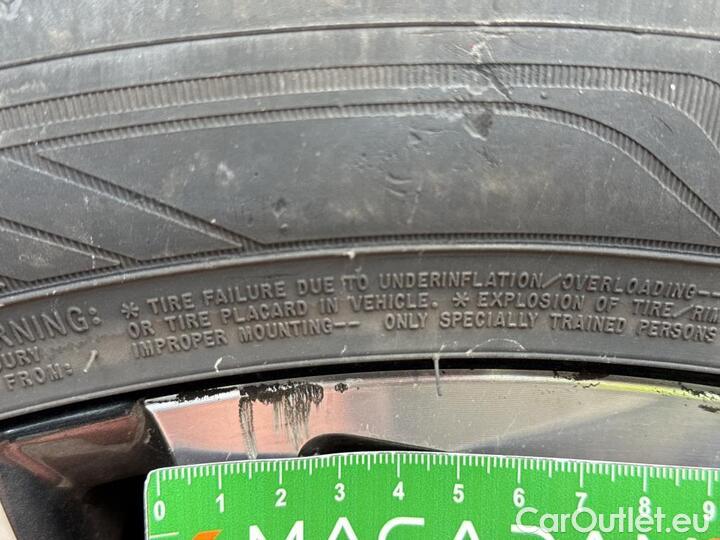 WARNING: * TIRE FAILURE DUE TO UNDERINFLATION/OVERLOADING--
OR TIRE PLACARD IN VEHICLE. * EXPLOSION OF TIRE/RIM
FROM: IMPROPER MOUNTING-- ONLY SPECIALLY TRAINED PERSONS
0 1 2 3 4 5 6 7 8 9
CarOutlet.eu